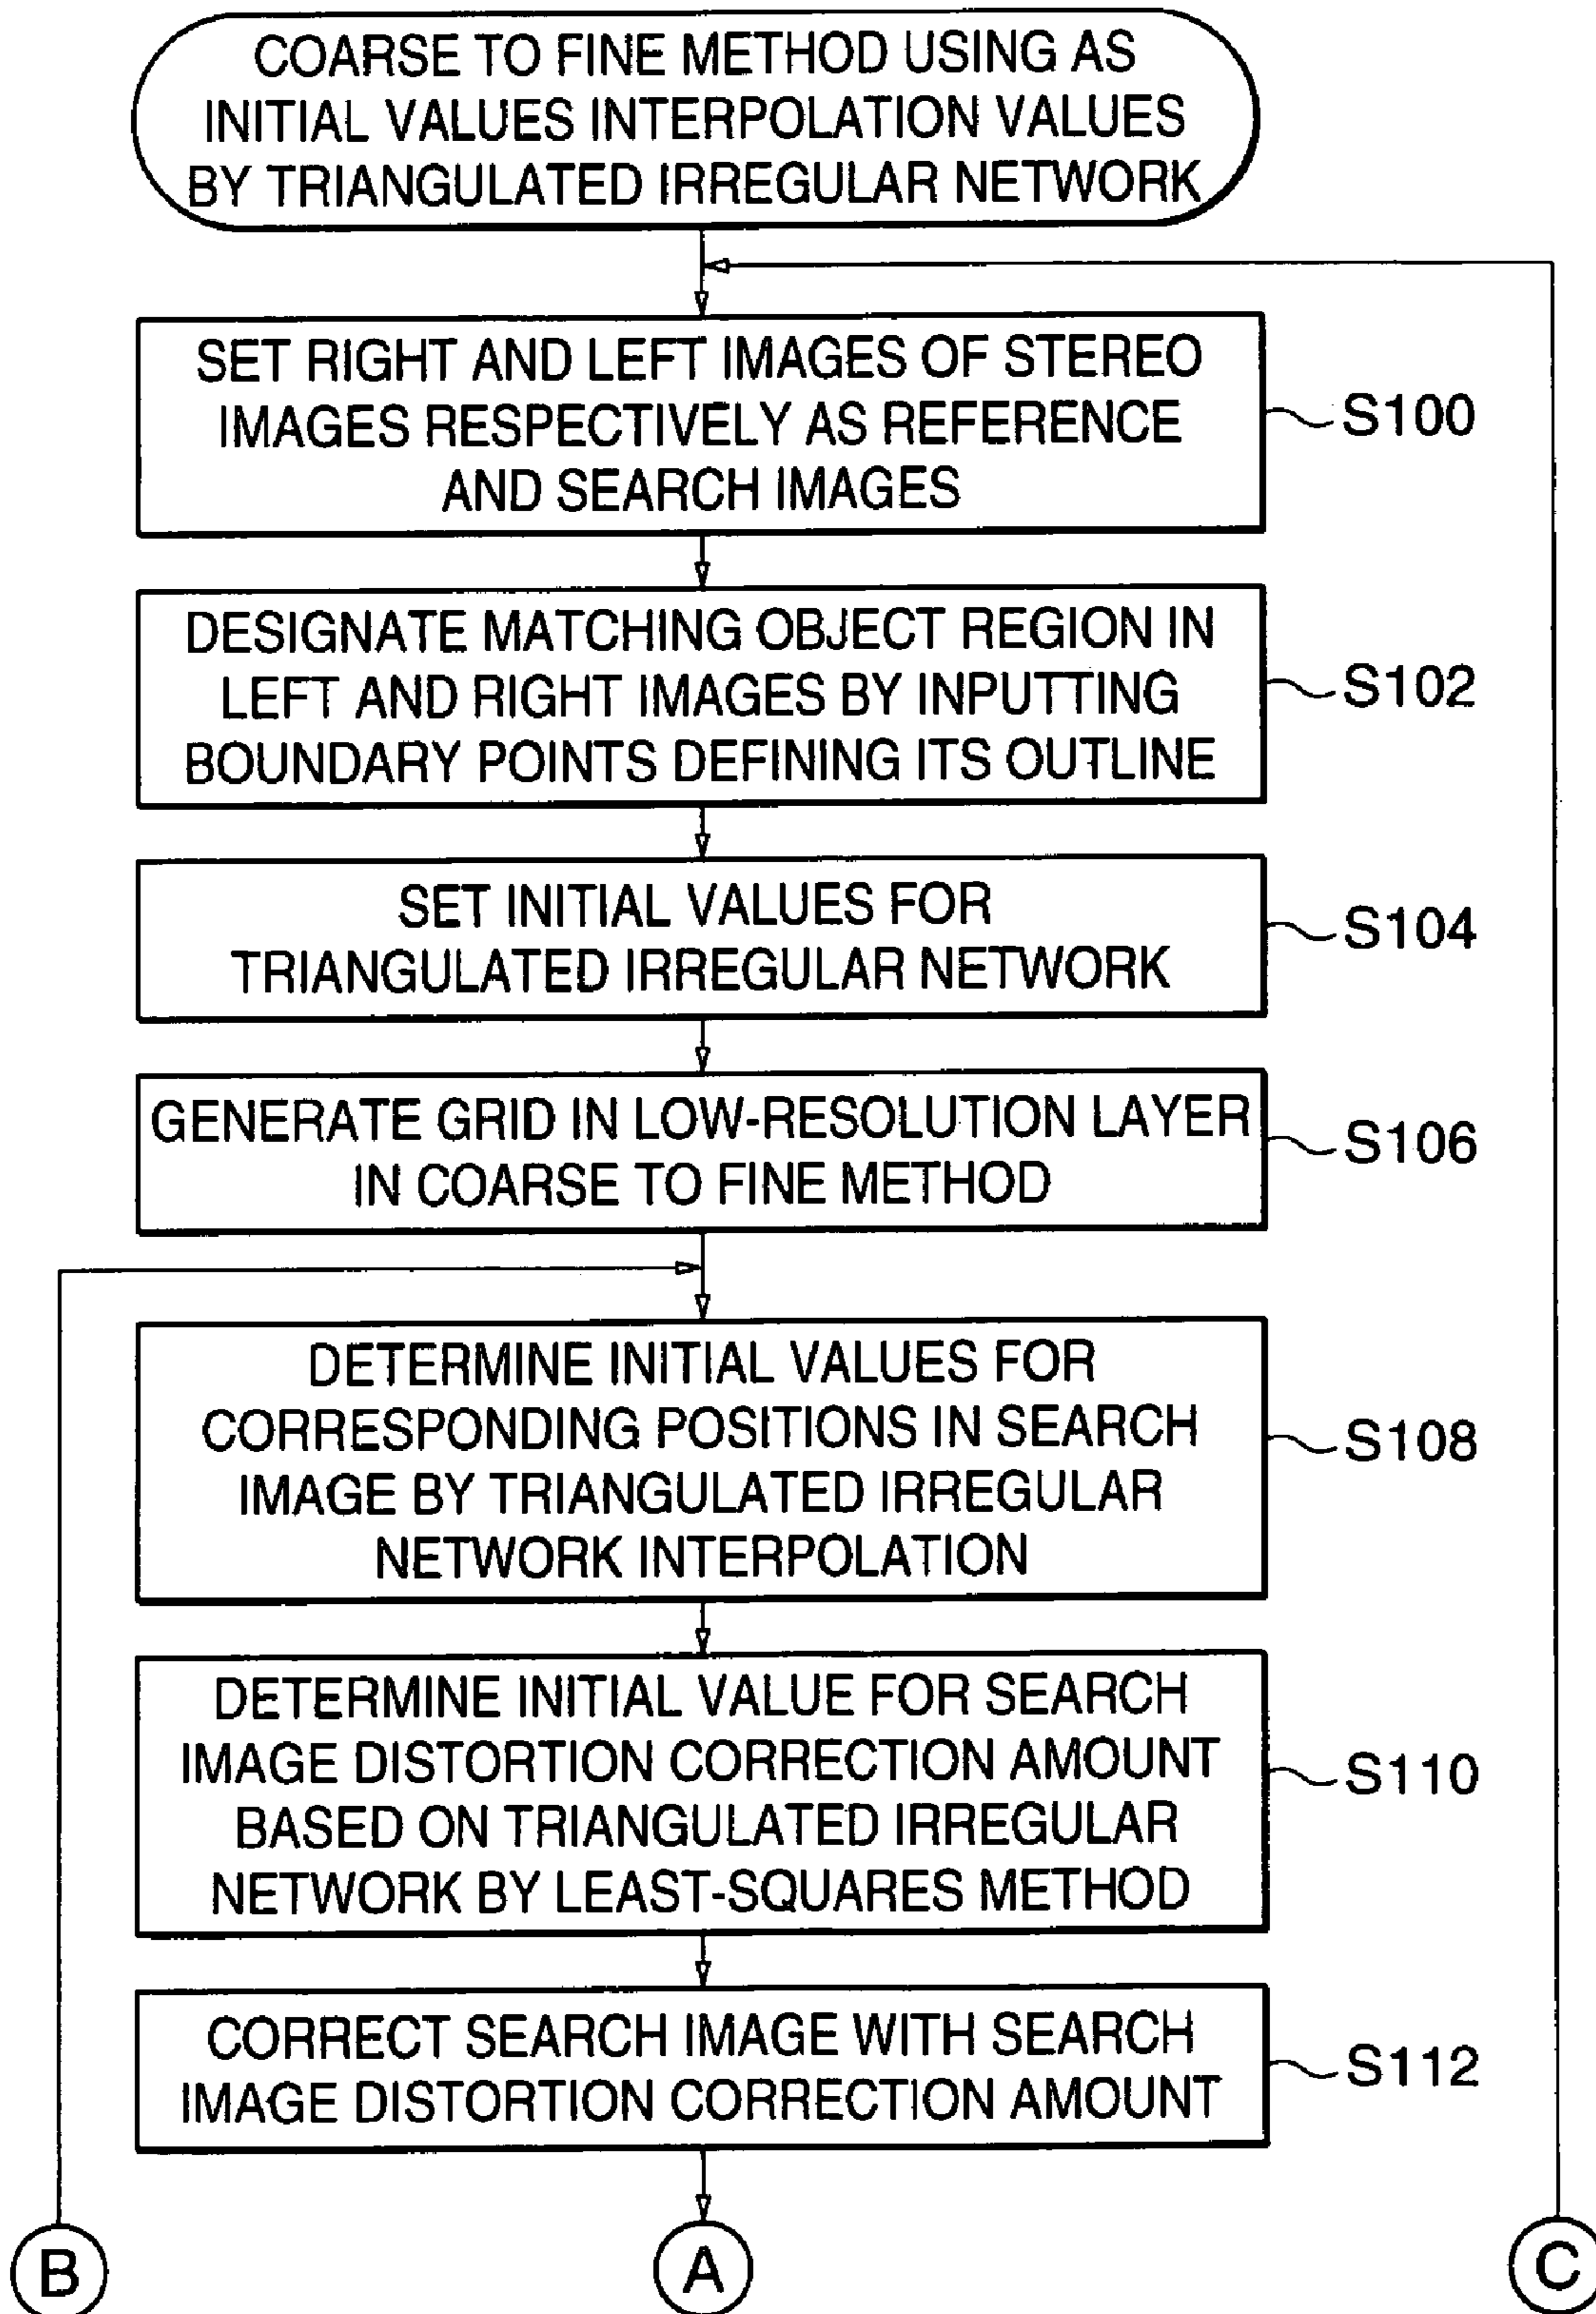 COARSE TO FINE METHOD USING AS
INITIAL VALUES INTERPOLATION VALUES
BY TRIANGULATED IRREGULAR NETWORK
SET RIGHT AND LEFT IMAGES OF STEREO
IMAGES RESPECTIVELY AS REFERENCE
AND SEARCH IMAGES
S100
DESIGNATE MATCHING OBJECT REGION IN
LEFT AND RIGHT IMAGES BY INPUTTING
BOUNDARY POINTS DEFINING ITS OUTLINE
S102
SET INITIAL VALUES FOR
TRIANGULATED IRREGULAR NETWORK
S104
GENERATE GRID IN LOW-RESOLUTION LAYER
IN COARSE TO FINE METHOD
S106
DETERMINE INITIAL VALUES FOR
CORRESPONDING POSITIONS IN SEARCH
IMAGE BY TRIANGULATED IRREGULAR
NETWORK INTERPOLATION
S108
DETERMINE INITIAL VALUE FOR SEARCH
IMAGE DISTORTION CORRECTION AMOUNT
BASED ON TRIANGULATED IRREGULAR
NETWORK BY LEAST-SQUARES METHOD
S110
CORRECT SEARCH IMAGE WITH SEARCH
IMAGE DISTORTION CORRECTION AMOUNT
S112
B
A
C